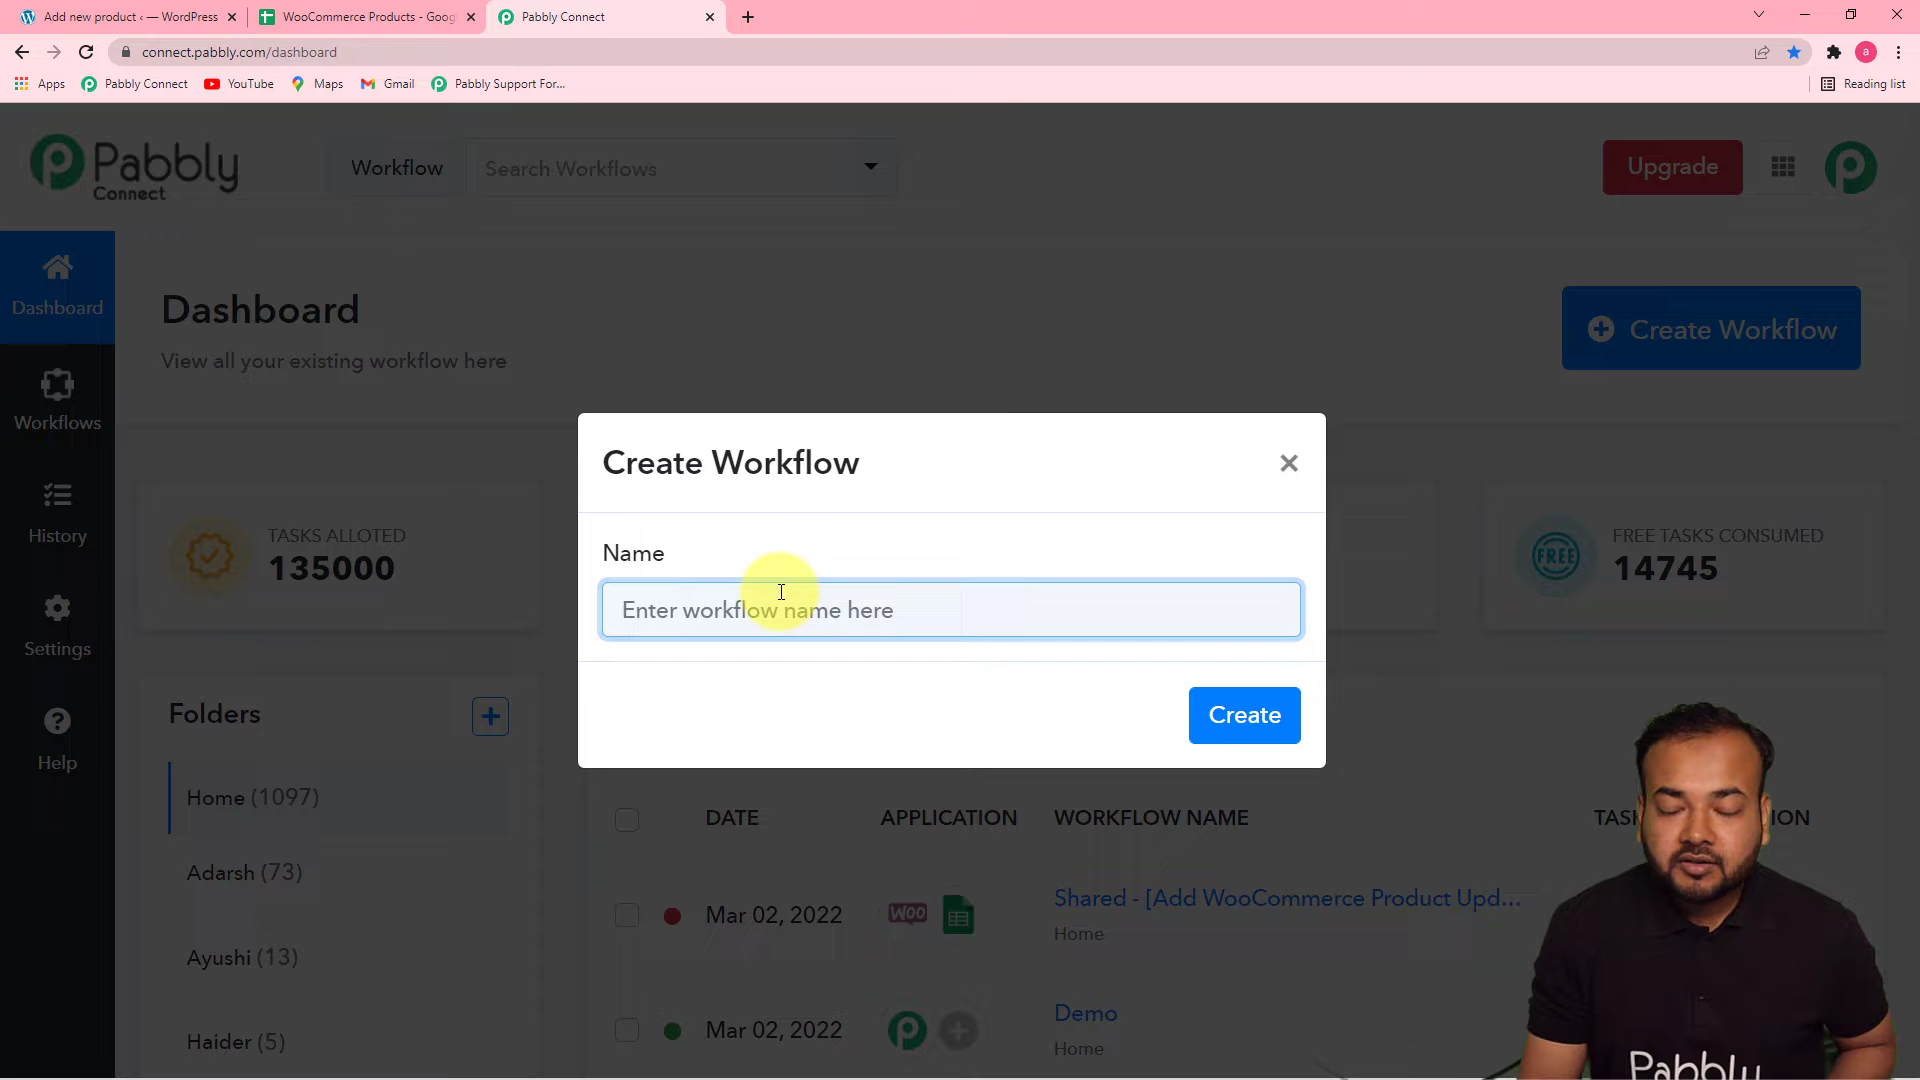 Add new product ‹ — WordPress
WooCommerce Products - Goog
Pabbly Connect
connect.pabbly.com/dashboard
Apps
Pabbly Connect
YouTube
Maps
Gmail
Pabbly Support For...
Reading list
Pabbly
Connect
Workflow
Search Workflows
Upgrade
Dashboard
Workflows
History
Settings
Help
Dashboard
View all your existing workflow here
Create Workflow
Create Workflow
Name
Enter workflow name here
Create
TASKS ALLOTED
135000
FREE
FREE TASKS CONSUMED
14745
Folders
Home (1097)
Adarsh (73)
Ayushi (13)
Haider (5)
DATE
APPLICATION
WORKFLOW NAME
Mar 02, 2022
WOO
Shared - [Add WooCommerce Product Upd...
Home
Mar 02, 2022
Demo
Home
Pabbly